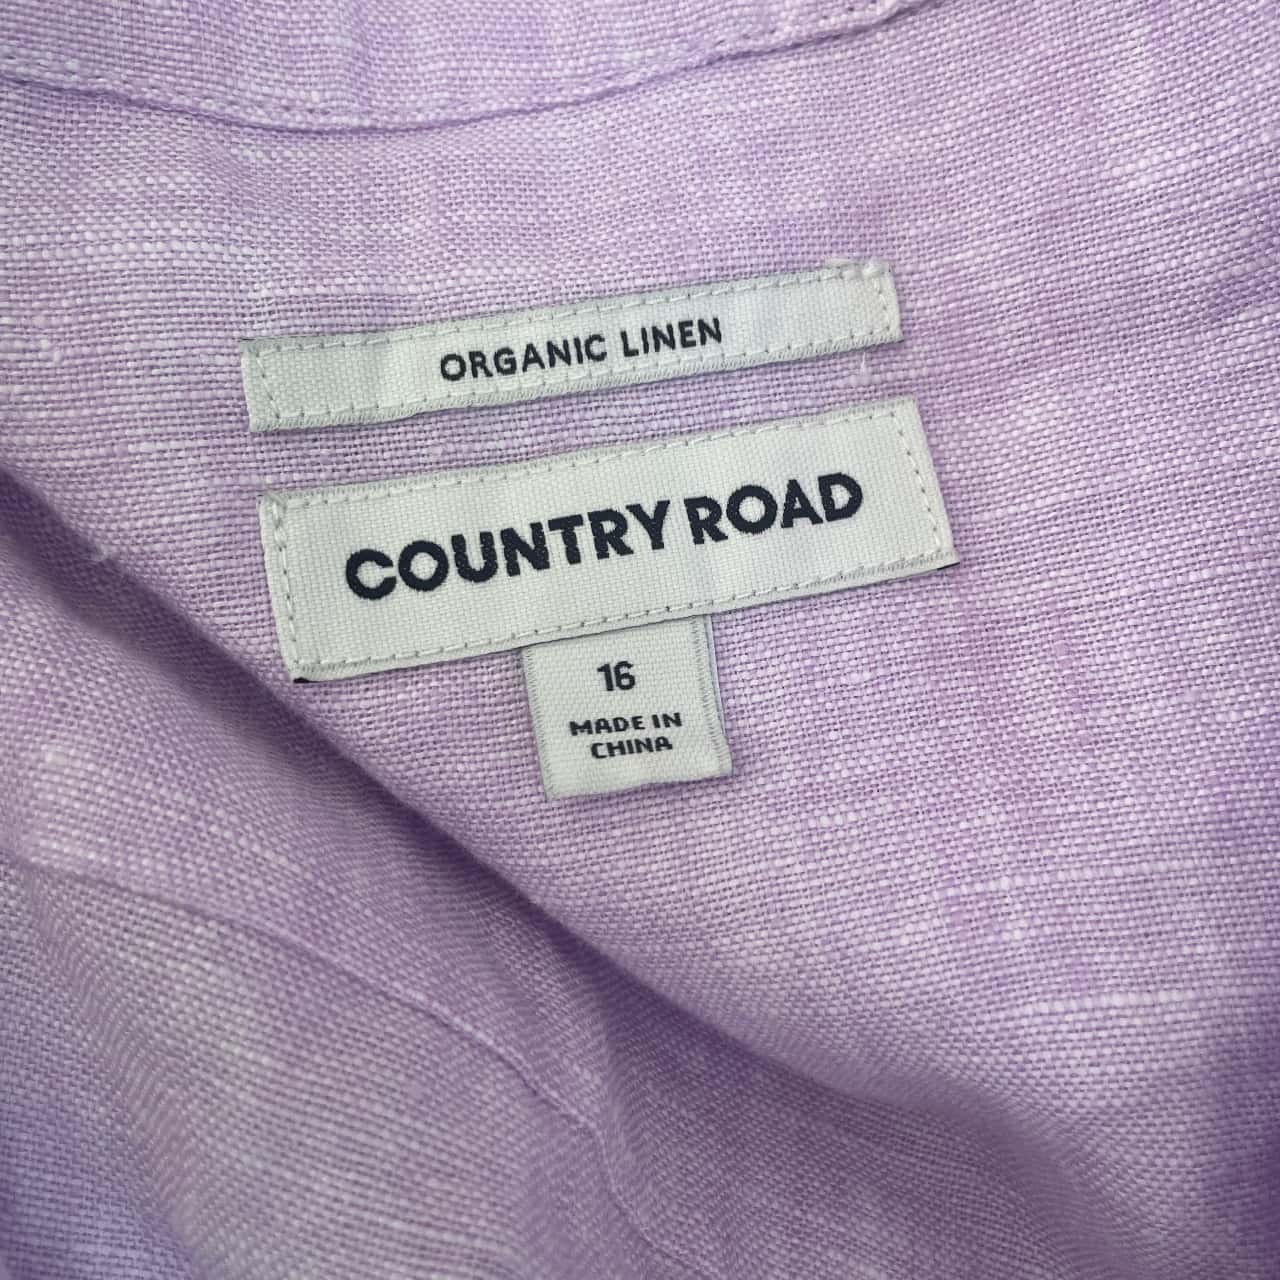 ORGANIC LINEN
COUNTRY ROAD
16
MADE IN
CHINA